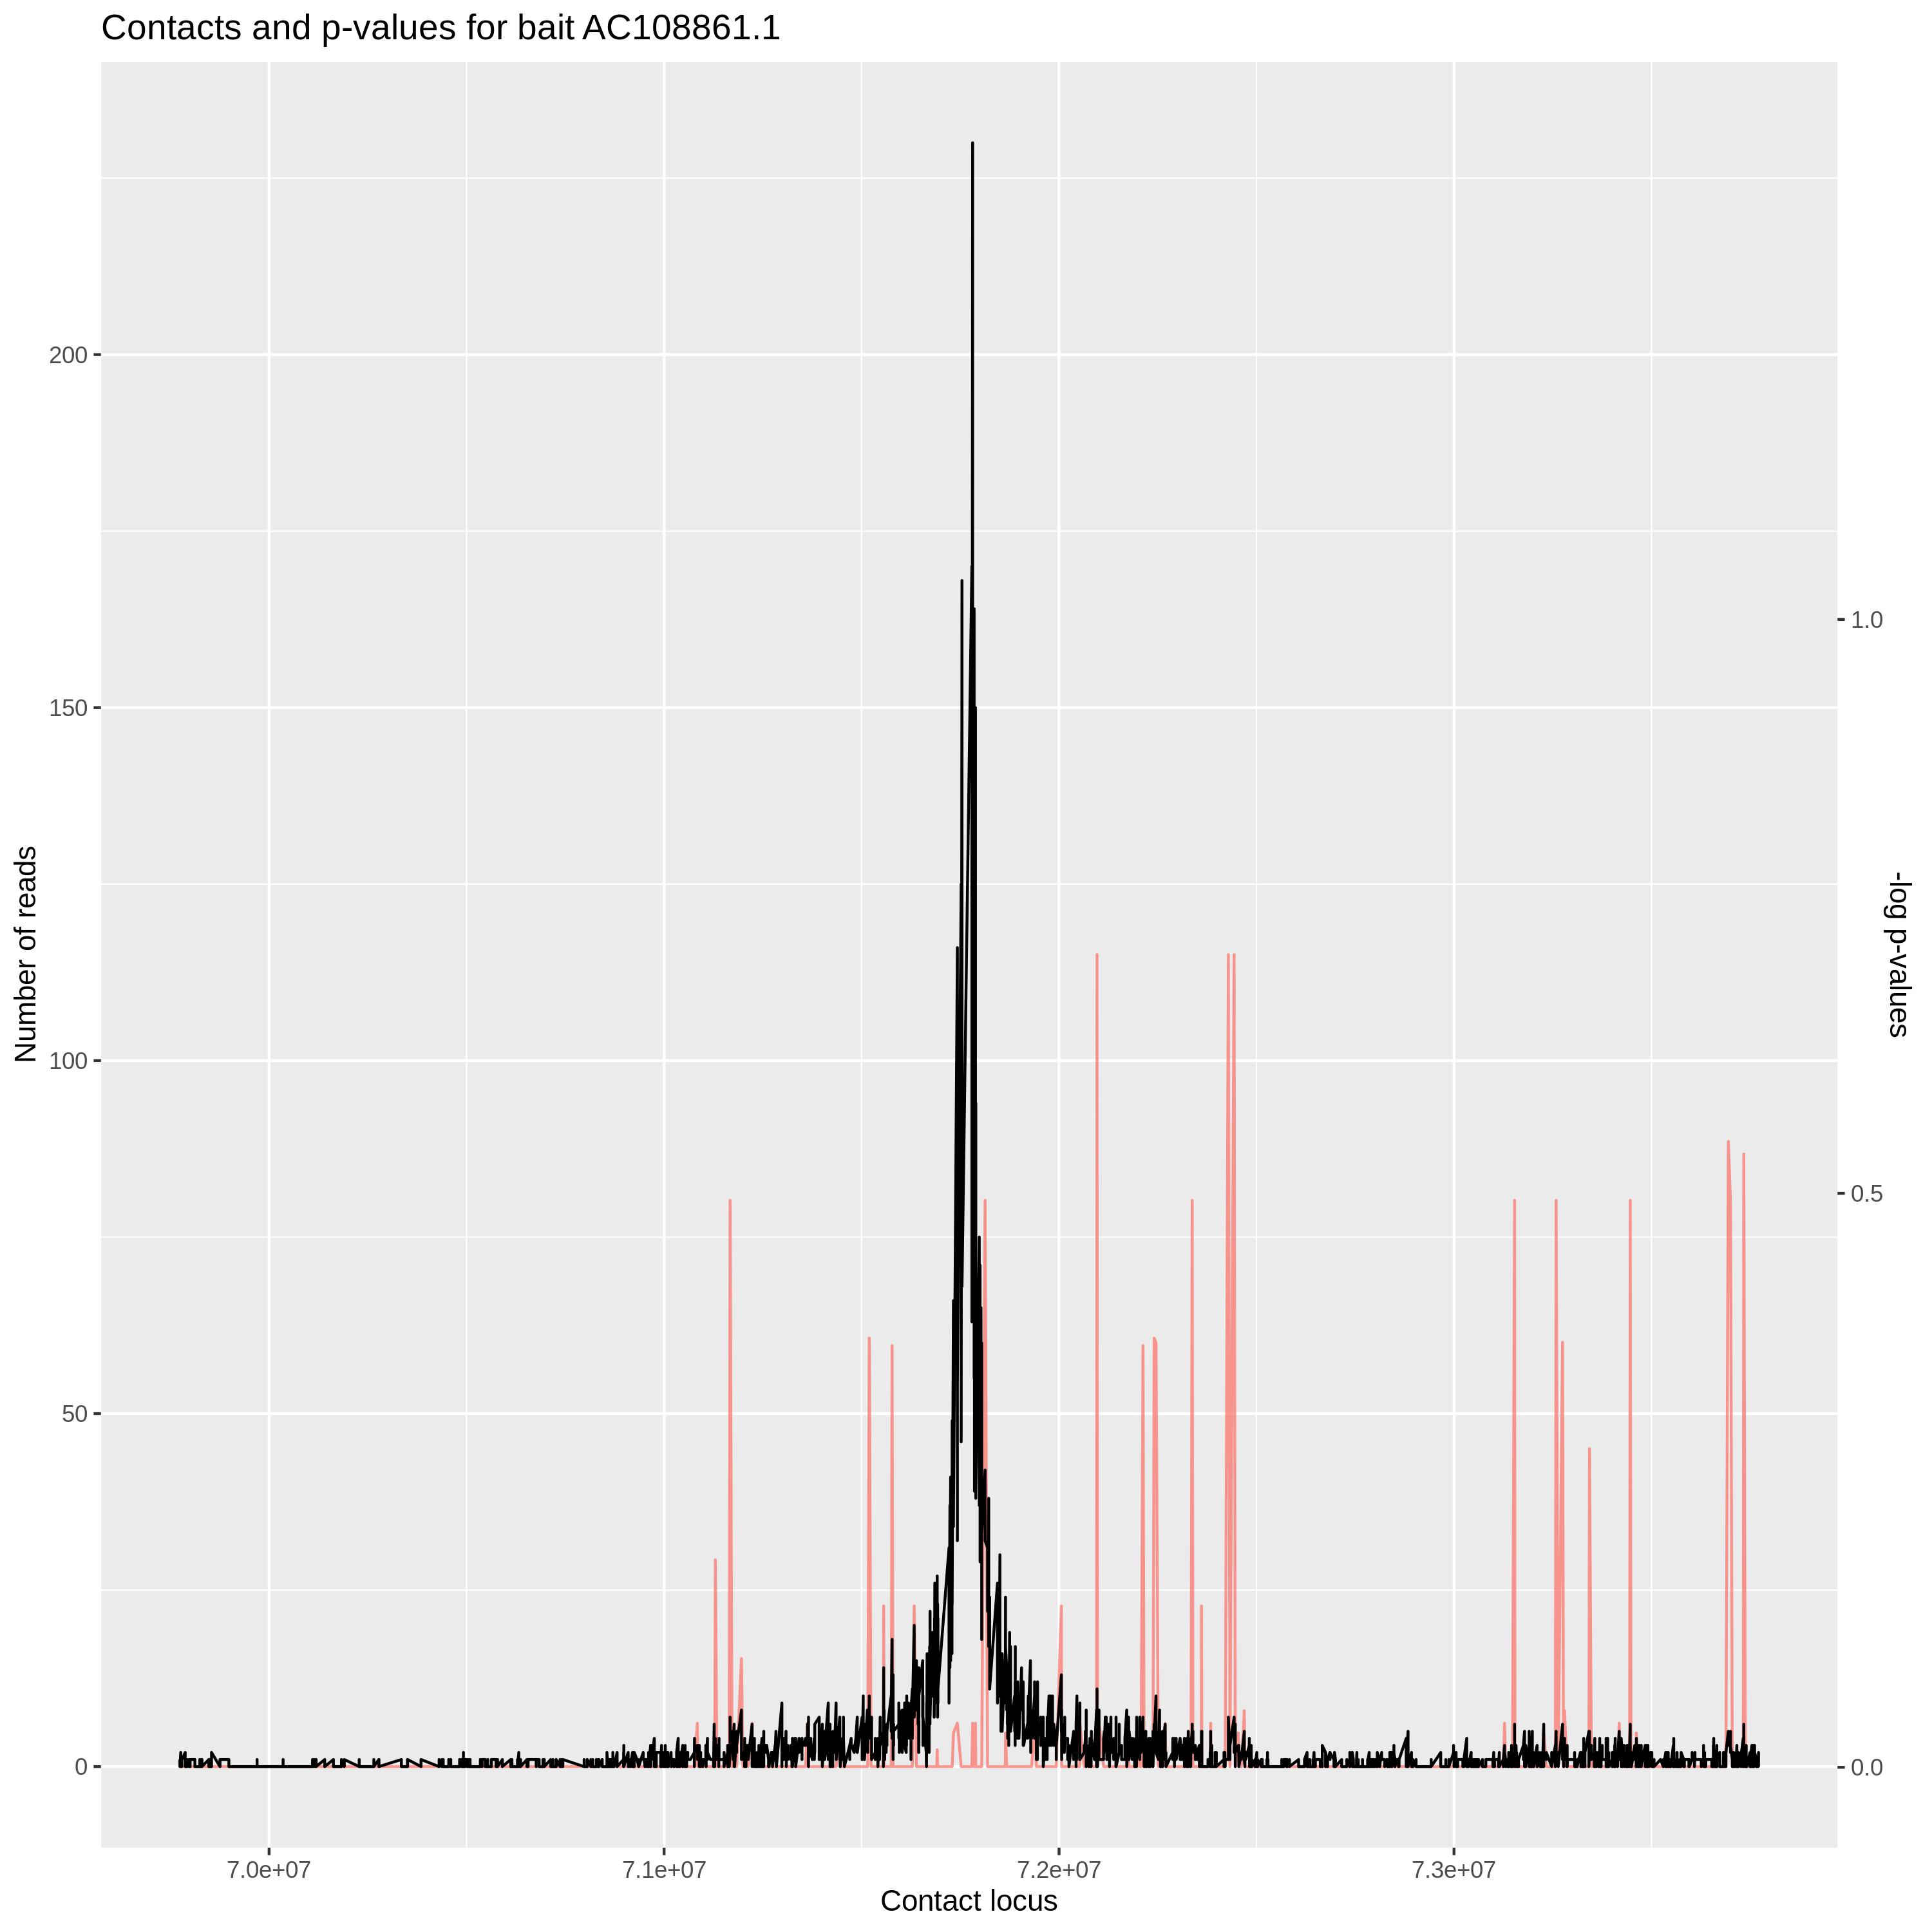 Contacts and p-values for bait AC108861.1
Number of reads
200
150
100
50
0
1.0
0.5
0.0
-log p-values
7.0e+07
7.1e+07
7.2e+07
7.3e+07
Contact locus